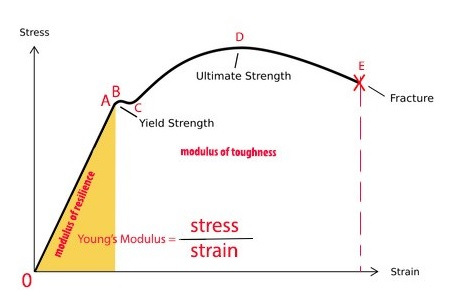 Stress
D
Ultimate Strength
E
Fracture
A
B
C
Yield Strength
modulus of toughness
modulus of resilience
Young's Modulus = stress
strain
0
Strain